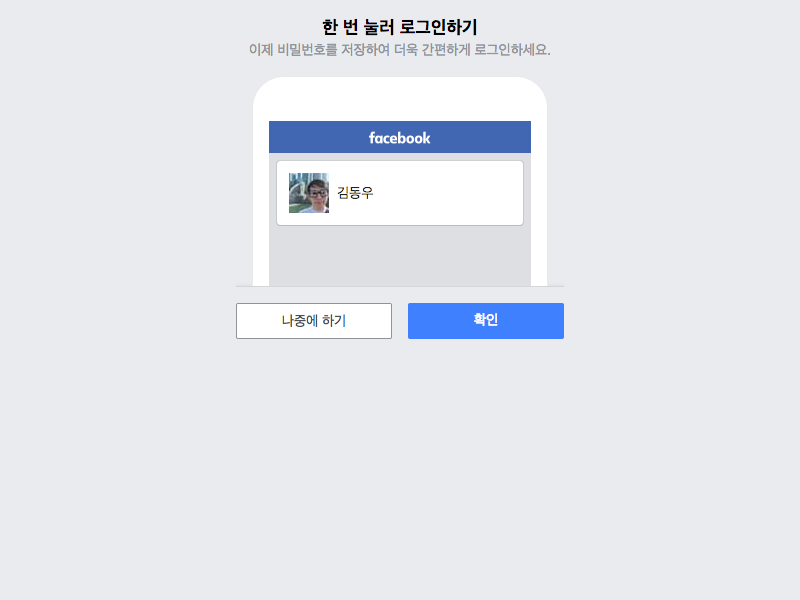 한 번 눌러 로그인하기
이제 비밀번호를 저장하여 더욱 간편하게 로그인하세요.
facebook
김동우
나중에 하기
확인